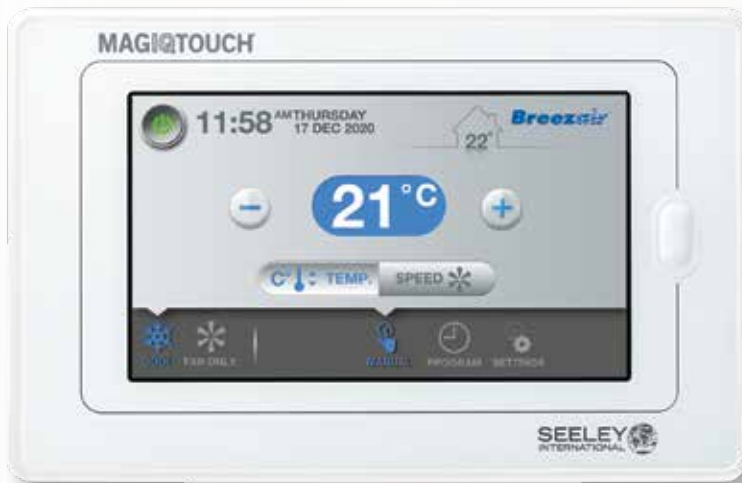 MAGIQTOUCH
11:58 AM THURSDAY
17 DEC 2020
22°
Breezair
− 21°C +
C° TEMP. SPEED
COOL FAN ONLY MANUAL PROGRAM SETTINGS
SEELEY
INTERNATIONAL